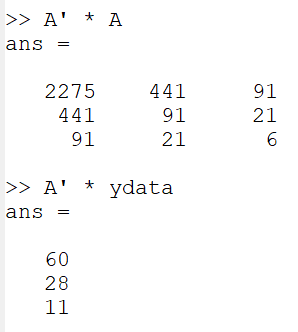 >> A' * A
ans =
2275 441 91
441 91 21
91 21 6
>> A' * ydata
ans =
60
28
11